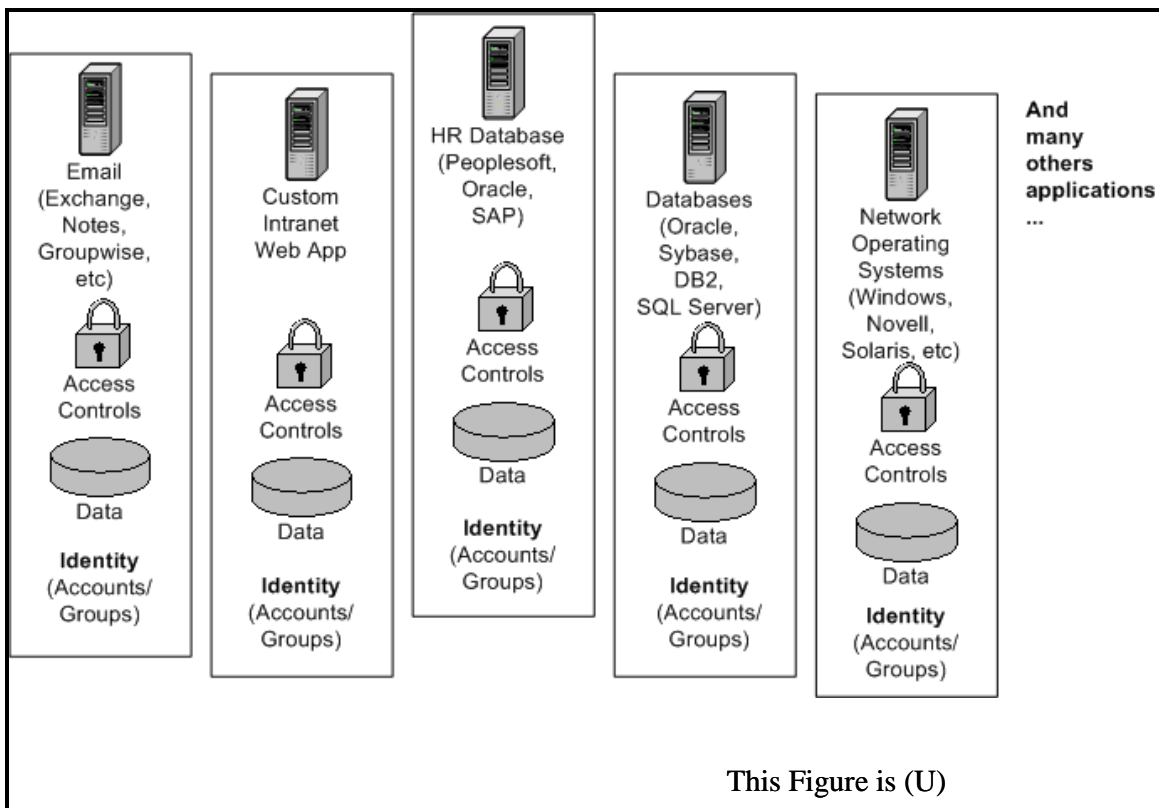 Email
(Exchange,
Notes,
Groupwise,
etc)
Access
Controls
Data
Identity
(Accounts/
Groups)
Custom
Intranet
Web App
Access
Controls
Data
Identity
(Accounts/
Groups)
HR Database
(Peoplesoft,
Oracle,
SAP)
Access
Controls
Data
Identity
(Accounts/
Groups)
Databases
(Oracle,
Sybase,
DB2,
SQL Server)
Access
Controls
Data
Identity
(Accounts/
Groups)
Network
Operating
Systems
(Windows,
Novell,
Solaris, etc)
Access
Controls
Data
Identity
(Accounts/
Groups)
And
many
others
applications
...
This Figure is (U)